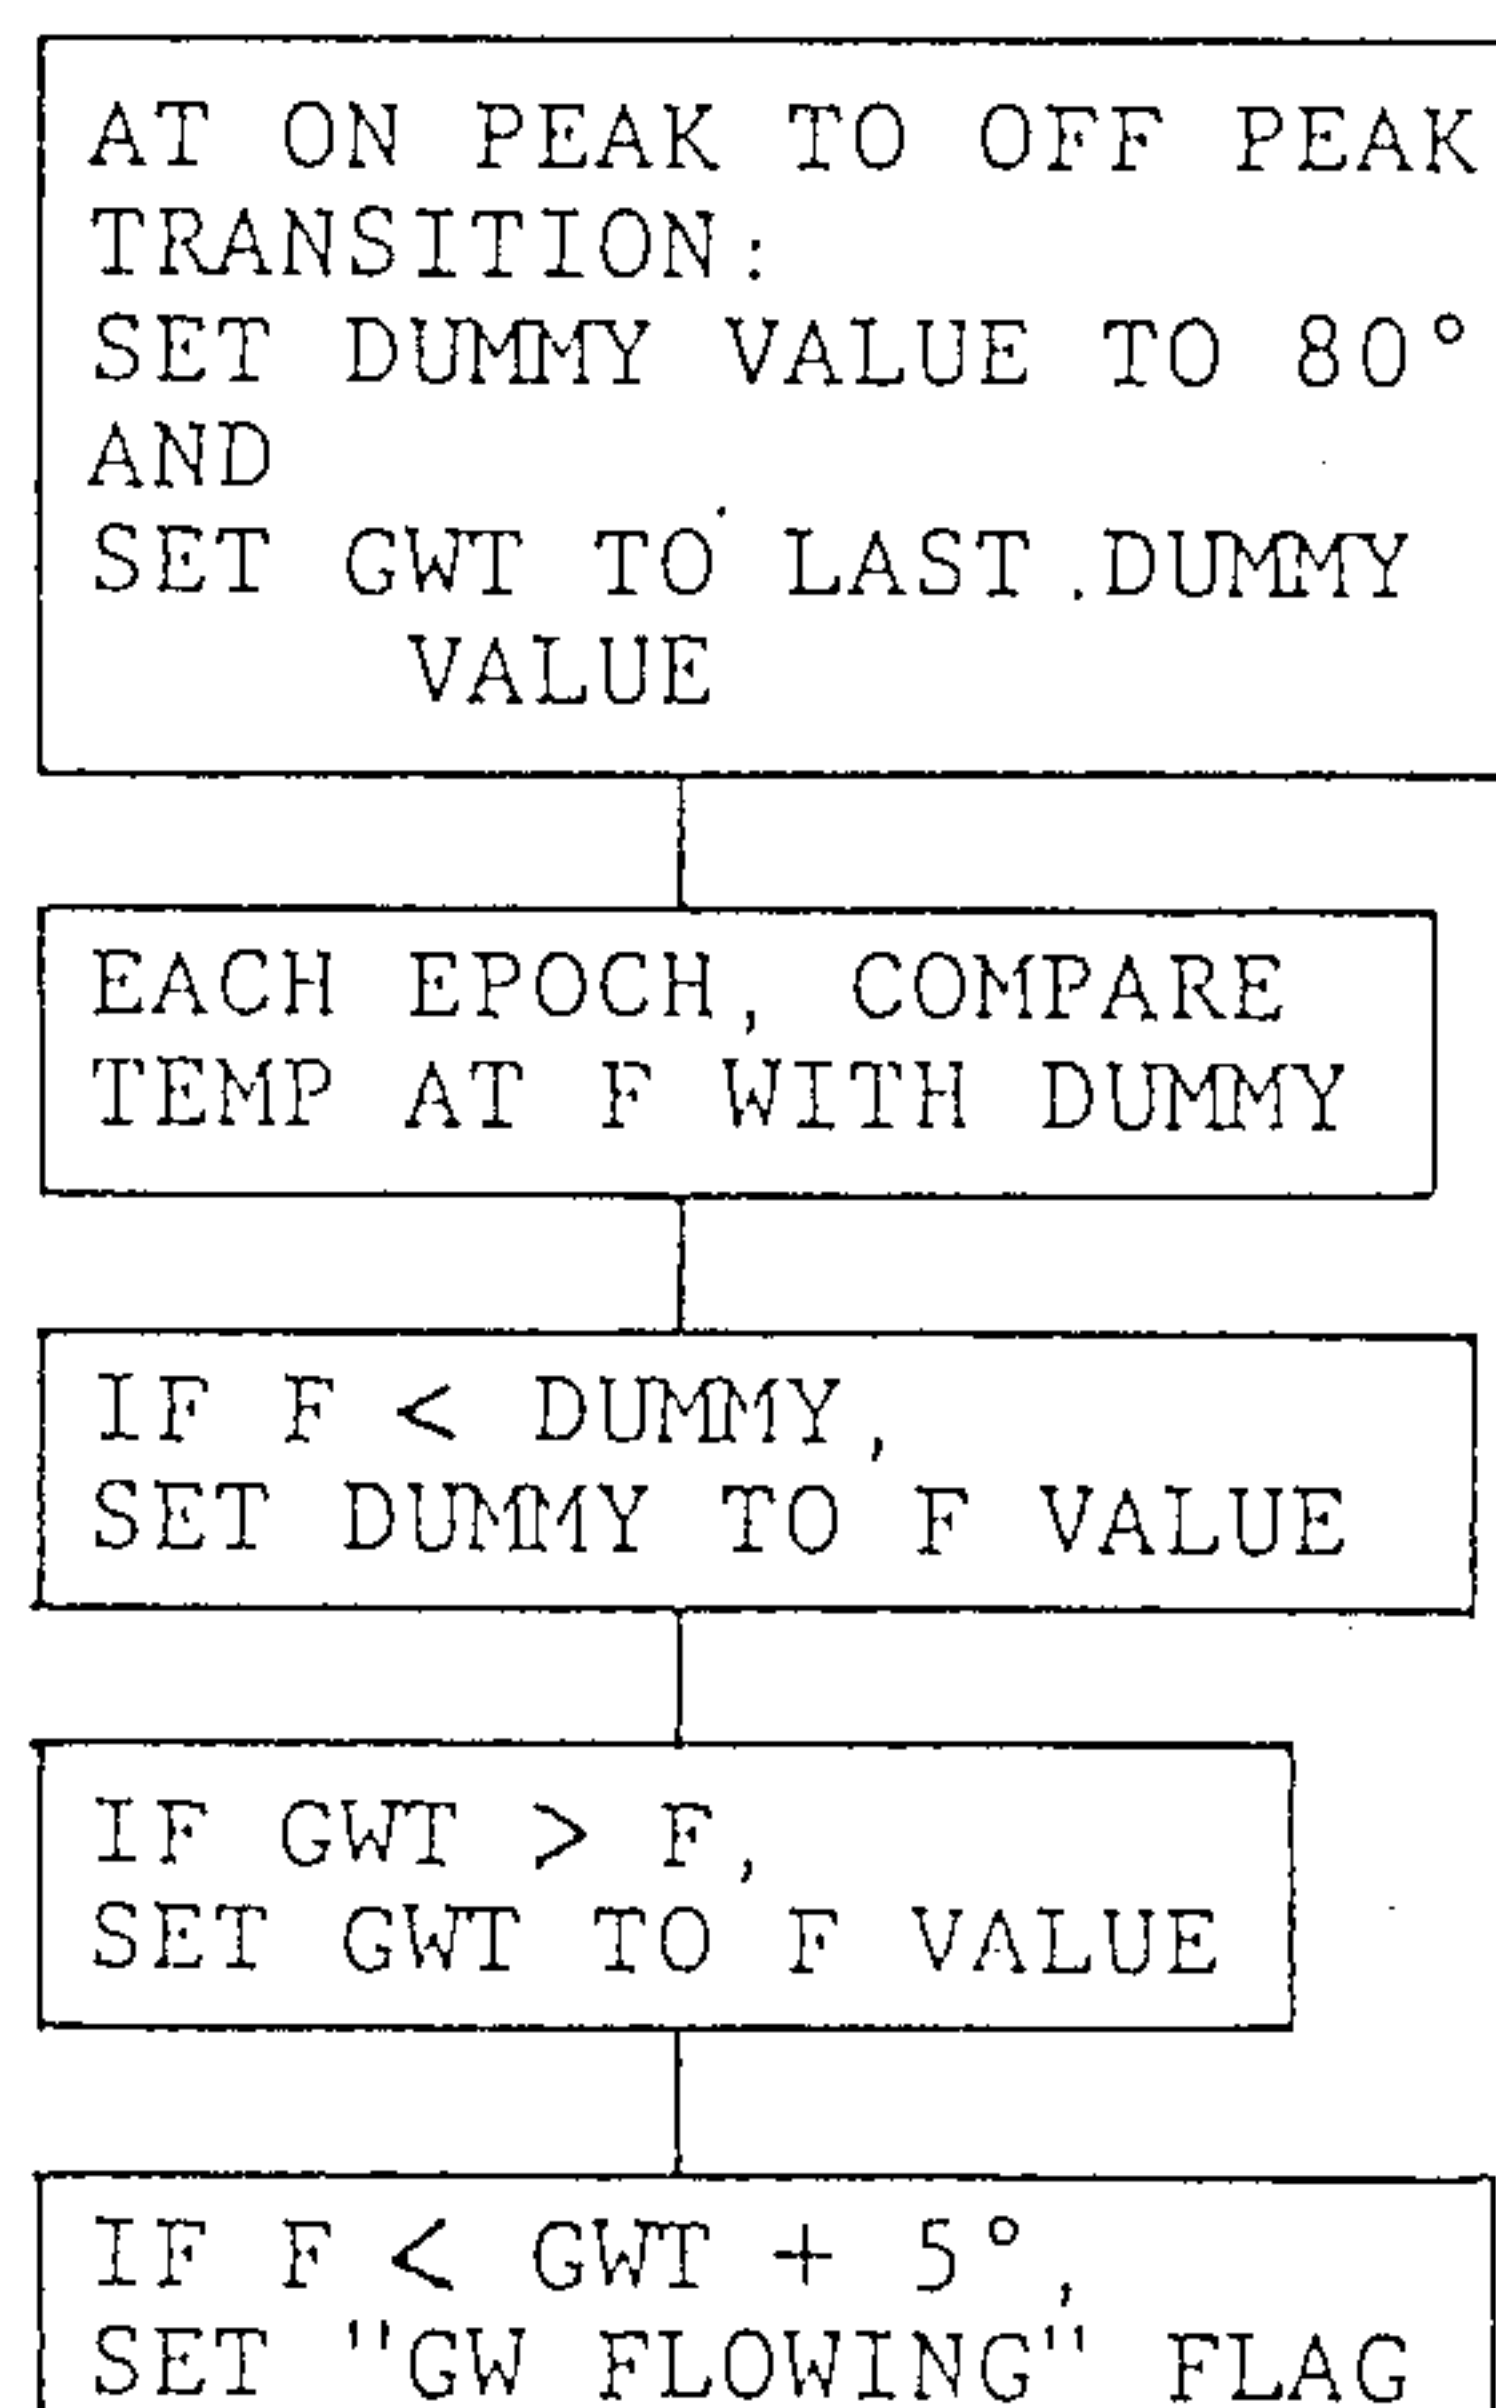 AT ON PEAK TO OFF PEAK
TRANSITION:
SET DUMMY VALUE TO 80°
AND
SET GWT TO LAST DUMMY
VALUE
EACH EPOCH, COMPARE
TEMP AT F WITH DUMMY
IF F < DUMMY,
SET DUMMY TO F VALUE
IF GWT > F,
SET GWT TO F VALUE
IF F < GWT + 5°,
SET "GW FLOWING" FLAG